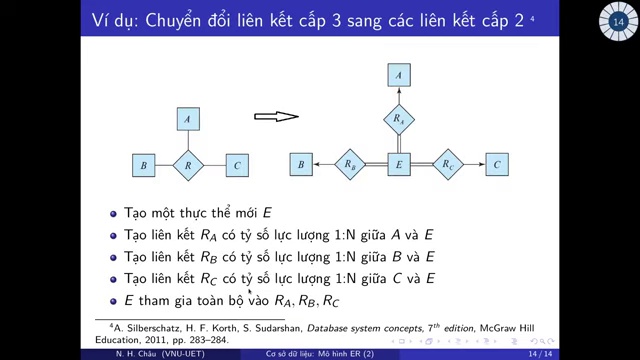 14
Ví dụ: Chuyển đổi liên kết cấp 3 sang các liên kết cấp 2 4
A
B R C
A
R_A
B R_B E R_C C
Tạo một thực thể mới E
Tạo liên kết R_A có tỷ số lực lượng 1:N giữa A và E
Tạo liên kết R_B có tỷ số lực lượng 1:N giữa B và E
Tạo liên kết R_C có tỷ số lực lượng 1:N giữa C và E
E tham gia toàn bộ vào R_A, R_B, R_C
4A. Silberschatz, H. F. Korth, S. Sudarshan, Database system concepts, 7th edition, McGraw Hill
Education, 2011, pp. 283–284.
N. H. Châu (VNU-UET) Cơ sở dữ liệu: Mô hình ER (2) 14 / 14